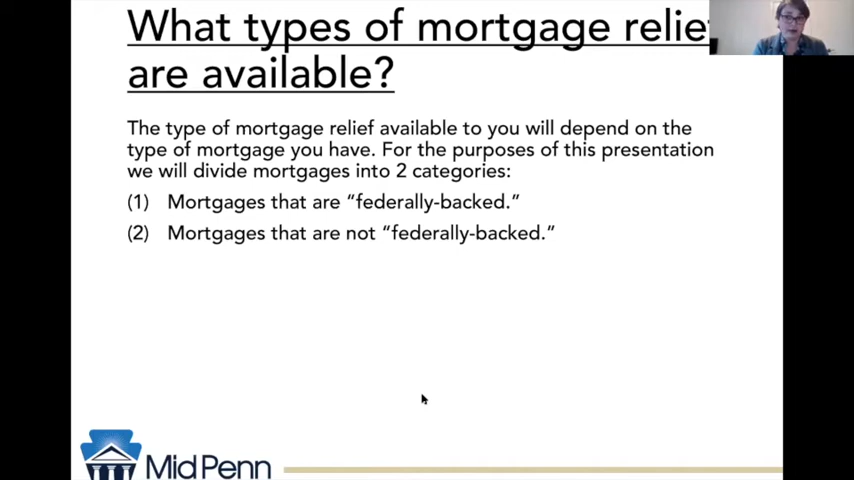 What types of mortgage relief
are available?
The type of mortgage relief available to you will depend on the
type of mortgage you have. For the purposes of this presentation
we will divide mortgages into 2 categories:
(1) Mortgages that are “federally-backed.”
(2) Mortgages that are not “federally-backed.”
MidPenn